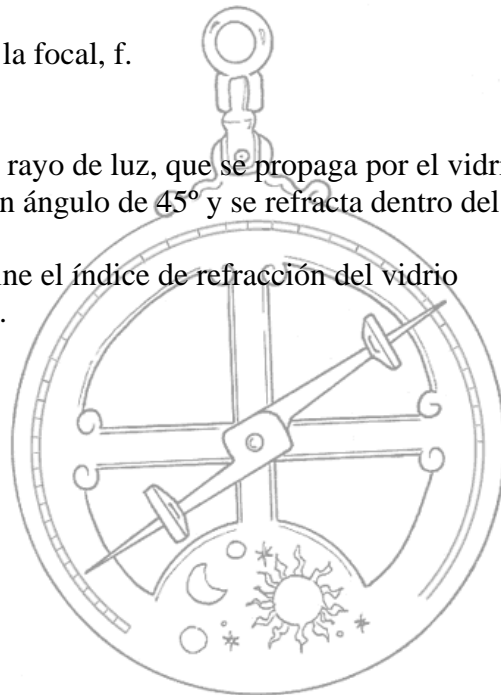 la focal, f.
rayo de luz, que se propaga por el
n ángulo de 45º y se refracta dentro del
ne el índice de refracción del vidrio
.